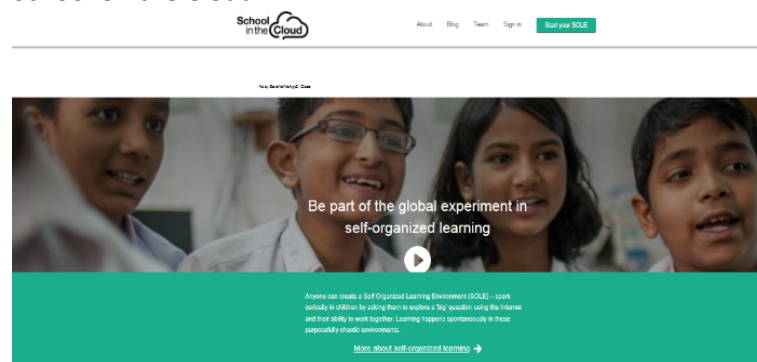 School
in the Cloud
About Blog Team Sign in Start your SOLE
Be part of the global experiment in
self-organized learning
Anyone can create a Self Organized Learning Environment (SOLE) – spark
curiosity in children by asking them to explore a 'big' question using the internet
and their ability to work together. Learning happens spontaneously in these
purposefully chaotic environments.
More about self-organized learning →